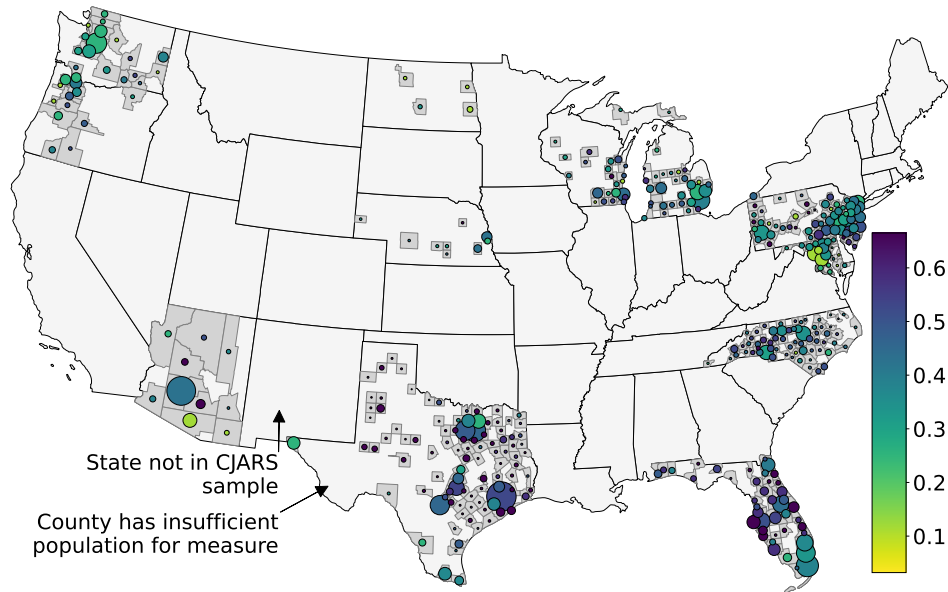 State not in CJARS
sample
County has insufficient
population for measure
0.6
0.5
0.4
0.3
0.2
0.1